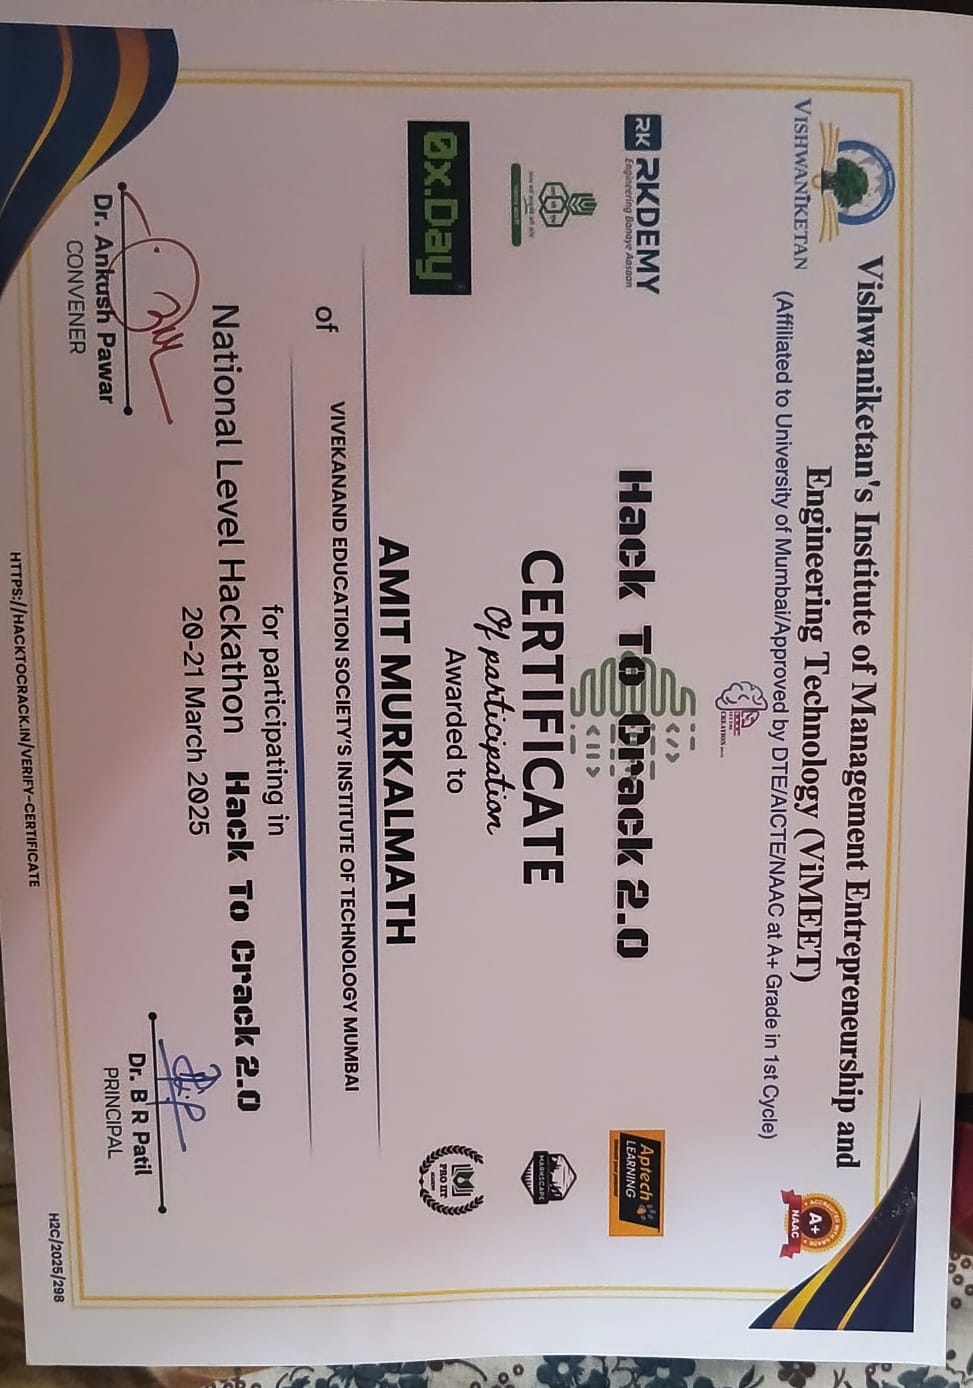 VISHWANIKETAN
Vishwaniketan's Institute of Management Entrepreneurship and
Engineering Technology (ViMEET)
(Affiliated to University of Mumbai/Approved by DTE/AICTE/NAAC at A+ Grade in 1st Cycle)
A+
NAAC
RK RKDEMY
Engineering Banaye Aasaan
Aptech
LEARNING
Hack To Crack 2.0
</>
<II>
CERTIFICATE
Of participation
MARKSCAPE
0x.Day
Awarded to
PRO IIT
AMIT MURKALMATH
of VIVEKANAND EDUCATION SOCIETY'S INSTITUTE OF TECHNOLOGY MUMBAI
for participating in
National Level Hackathon Hack To Crack 2.0
20-21 March 2025
Dr. Ankush Pawar
CONVENER
Dr. B R Patil
PRINCIPAL
HTTPS://HACKTOCRACK.IN/VERIFY-CERTIFICATE
H2C/2025/298